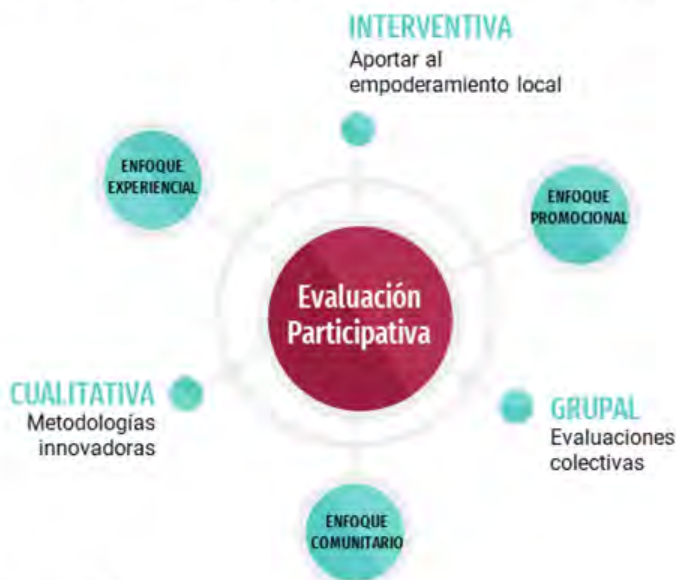 INTERVENTIVA
Aportar al
empoderamiento local
ENFOQUE
EXPERIENCIAL
ENFOQUE
PROMOCIONAL
Evaluación
Participativa
CUALITATIVA
Metodologías
innovadoras
GRUPAL
Evaluaciones
colectivas
ENFOQUE
COMUNITARIO